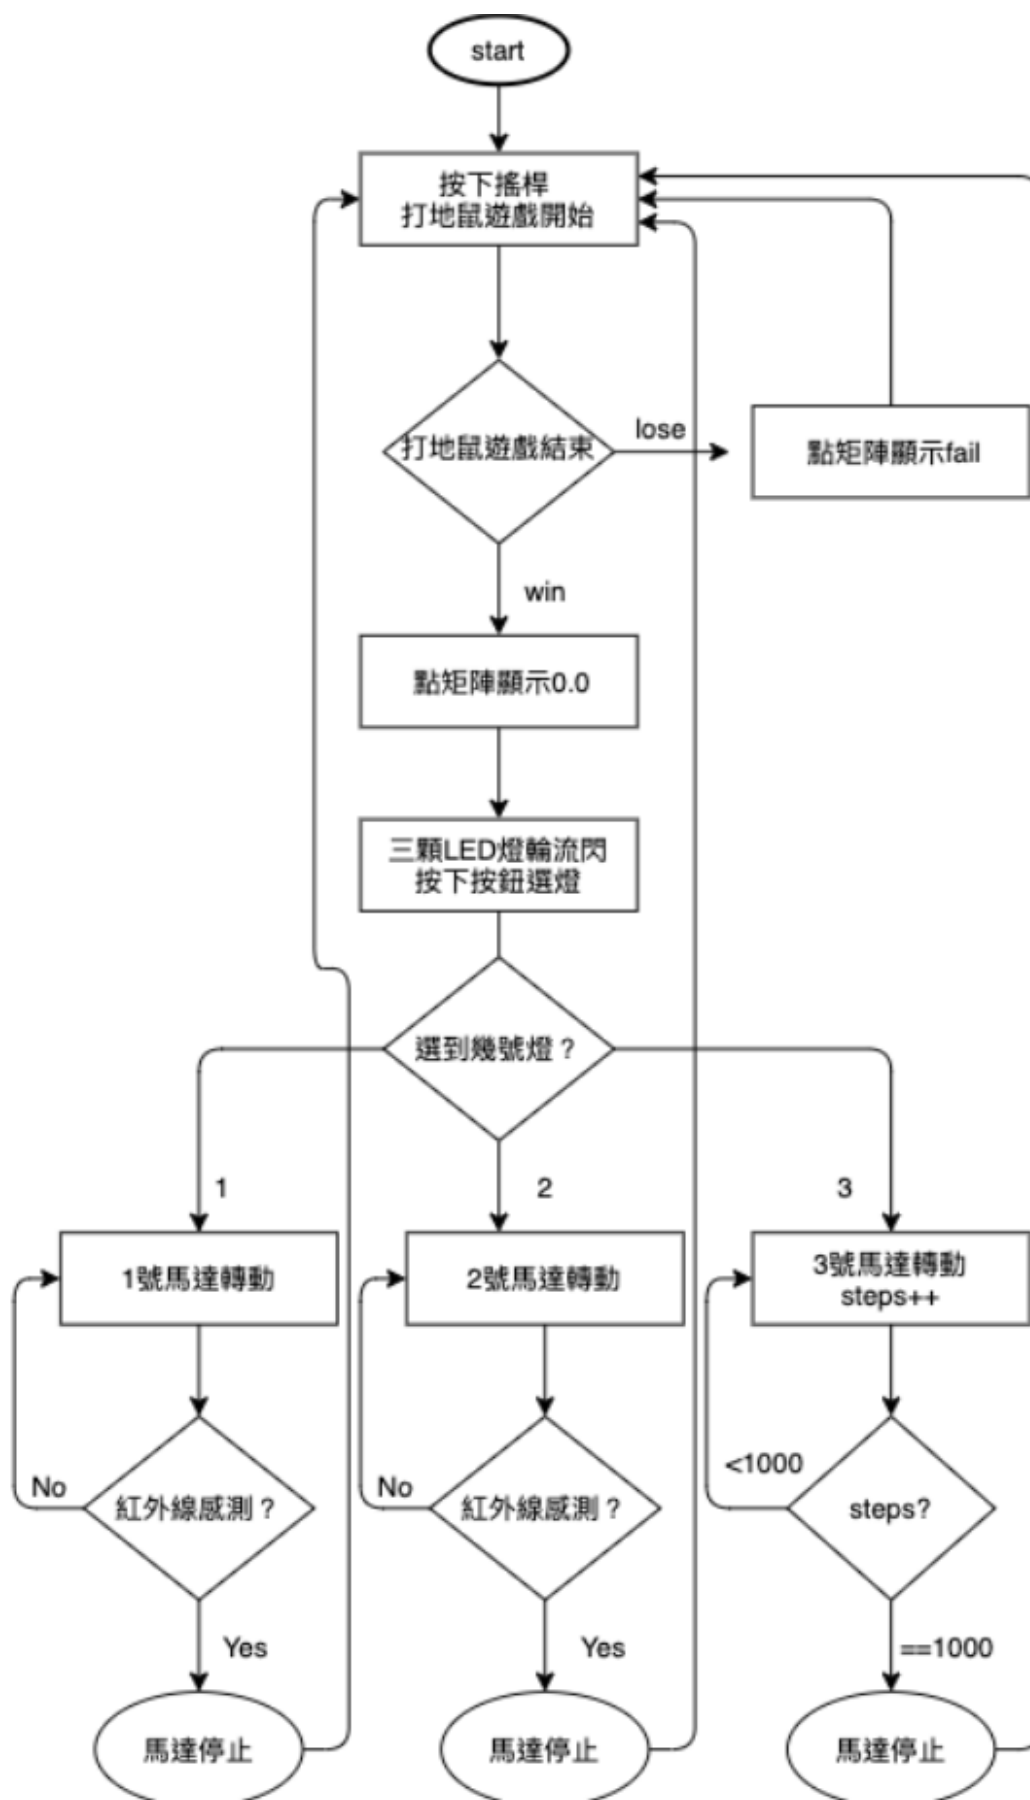 start
按下搖桿
打地鼠遊戲開始
打地鼠遊戲結束
lose
點矩陣顯示fail
win
點矩陣顯示0.0
三顆LED燈輪流閃
按下按鈕選燈
選到幾號燈？
1
2
3
1號馬達轉動
2號馬達轉動
3號馬達轉動
steps++
No
紅外線感測？
No
紅外線感測？
<1000
steps?
Yes
Yes
==1000
馬達停止
馬達停止
馬達停止